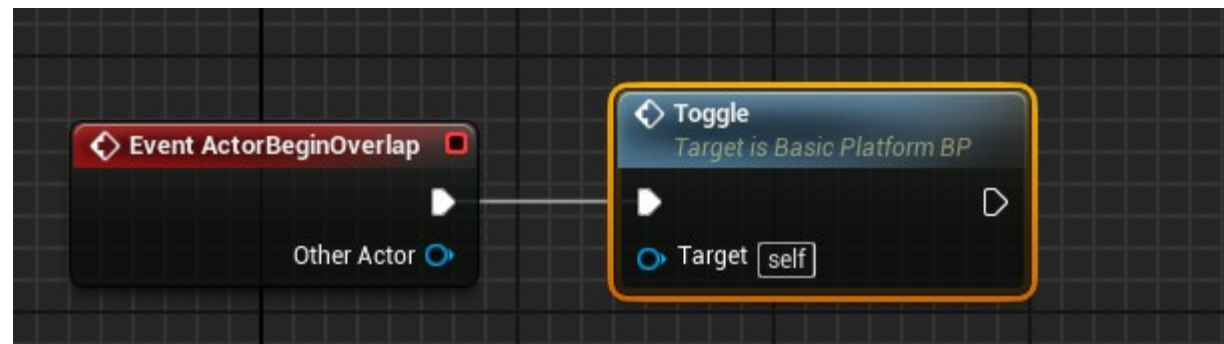 Event ActorBeginOverlap
Other Actor
Toggle
Target is Basic Platform BP
Target self